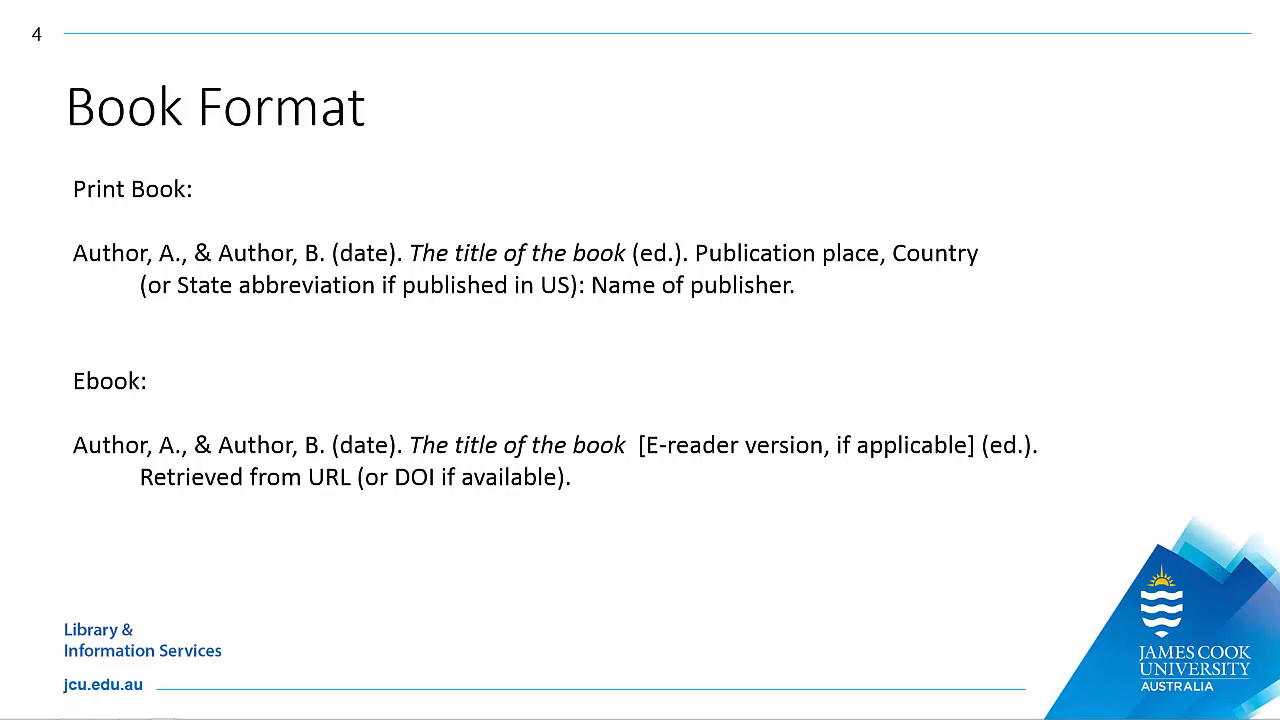 4
Book Format
Print Book:
Author, A., & Author, B. (date). The title of the book (ed.). Publication place, Country
(or State abbreviation if published in US): Name of publisher.
Ebook:
Author, A., & Author, B. (date). The title of the book [E-reader version, if applicable] (ed.).
Retrieved from URL (or DOI if available).
Library &
Information Services
jcu.edu.au
JAMES COOK
UNIVERSITY
AUSTRALIA